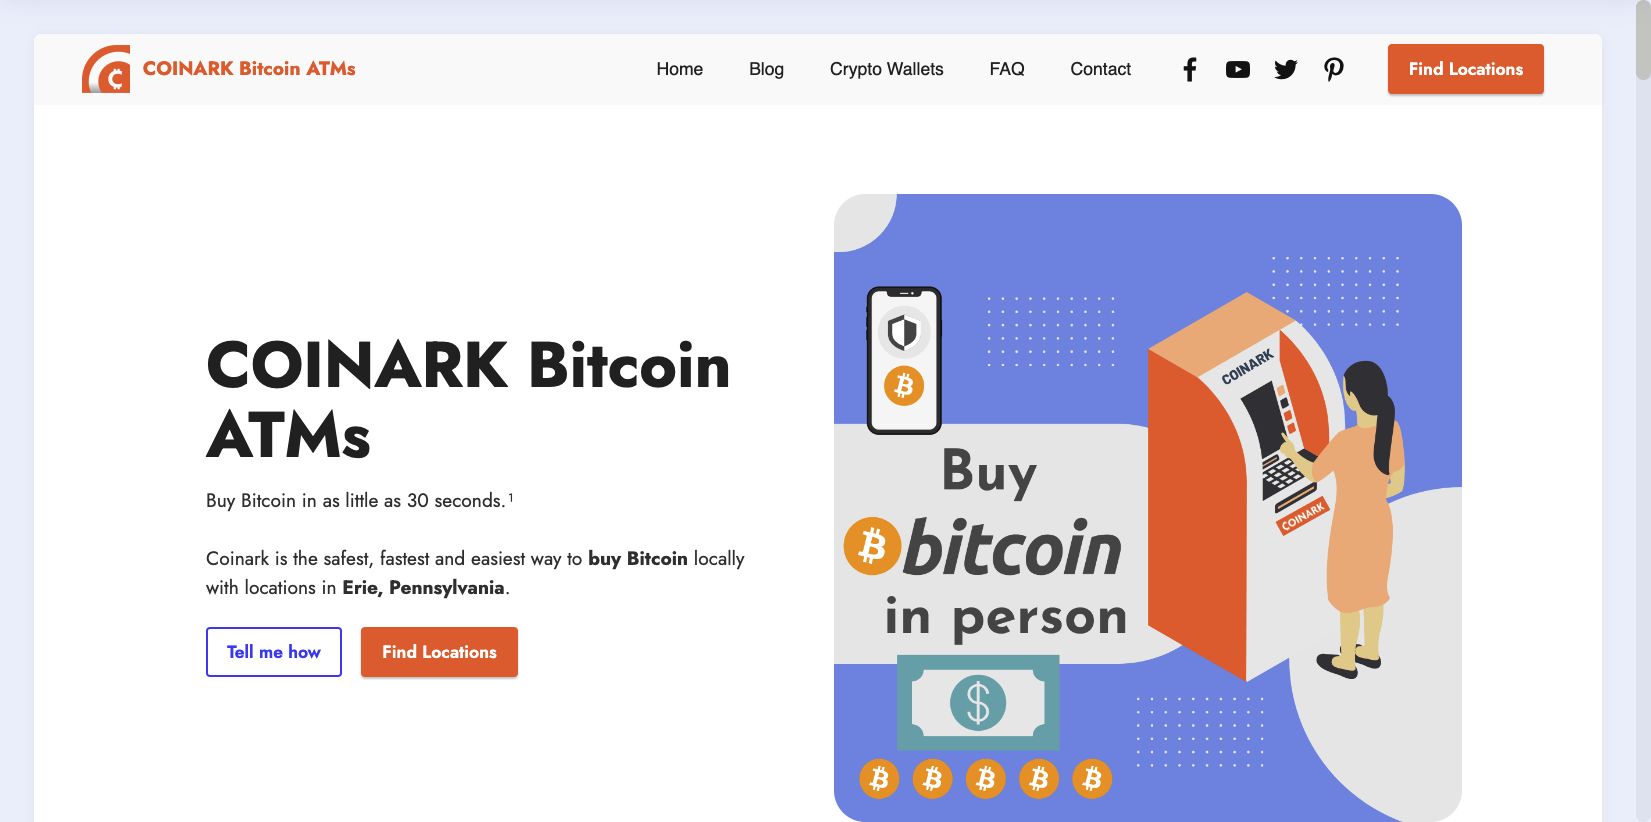 COINARK Bitcoin ATMs
Home
Blog
Crypto Wallets
FAQ
Contact
Find Locations
COINARK Bitcoin
ATMs
Buy Bitcoin in as little as 30 seconds.¹
Coinark is the safest, fastest and easiest way to buy Bitcoin locally
with locations in Erie, Pennsylvania.
Tell me how
Find Locations
COINARK
COINARK
Buy
bitcoin
in person